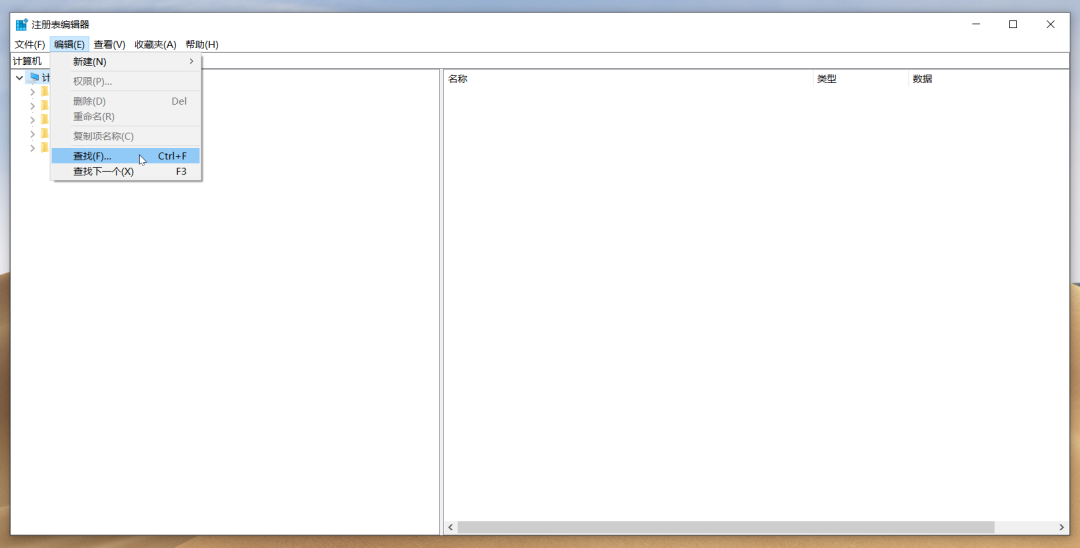 注册表编辑器
文件(F) 编辑(E) 查看(V) 收藏夹(A) 帮助(H)
计算机
新建(N)
权限(P)...
删除(D) Del
重命名(R)
复制项名称(C)
查找(F)... Ctrl+F
查找下一个(X) F3
计
名称 类型 数据